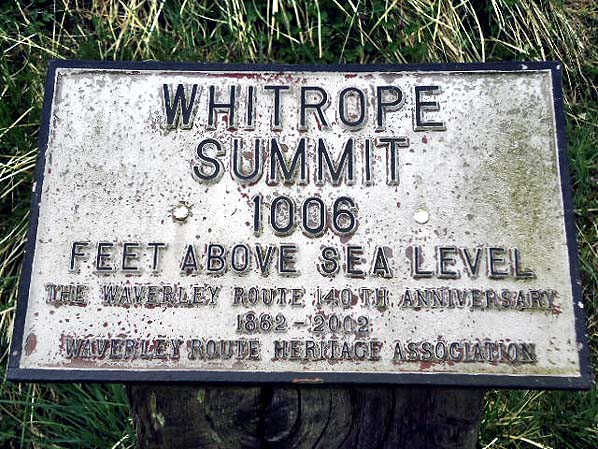 WHITROPE
SUMMIT
1006
FEET ABOVE SEA LEVEL
THE WAVERLEY ROUTE 140TH ANNIVERSARY
1862 - 2002
WAVERLEY ROUTE HERITAGE ASSOCIATION